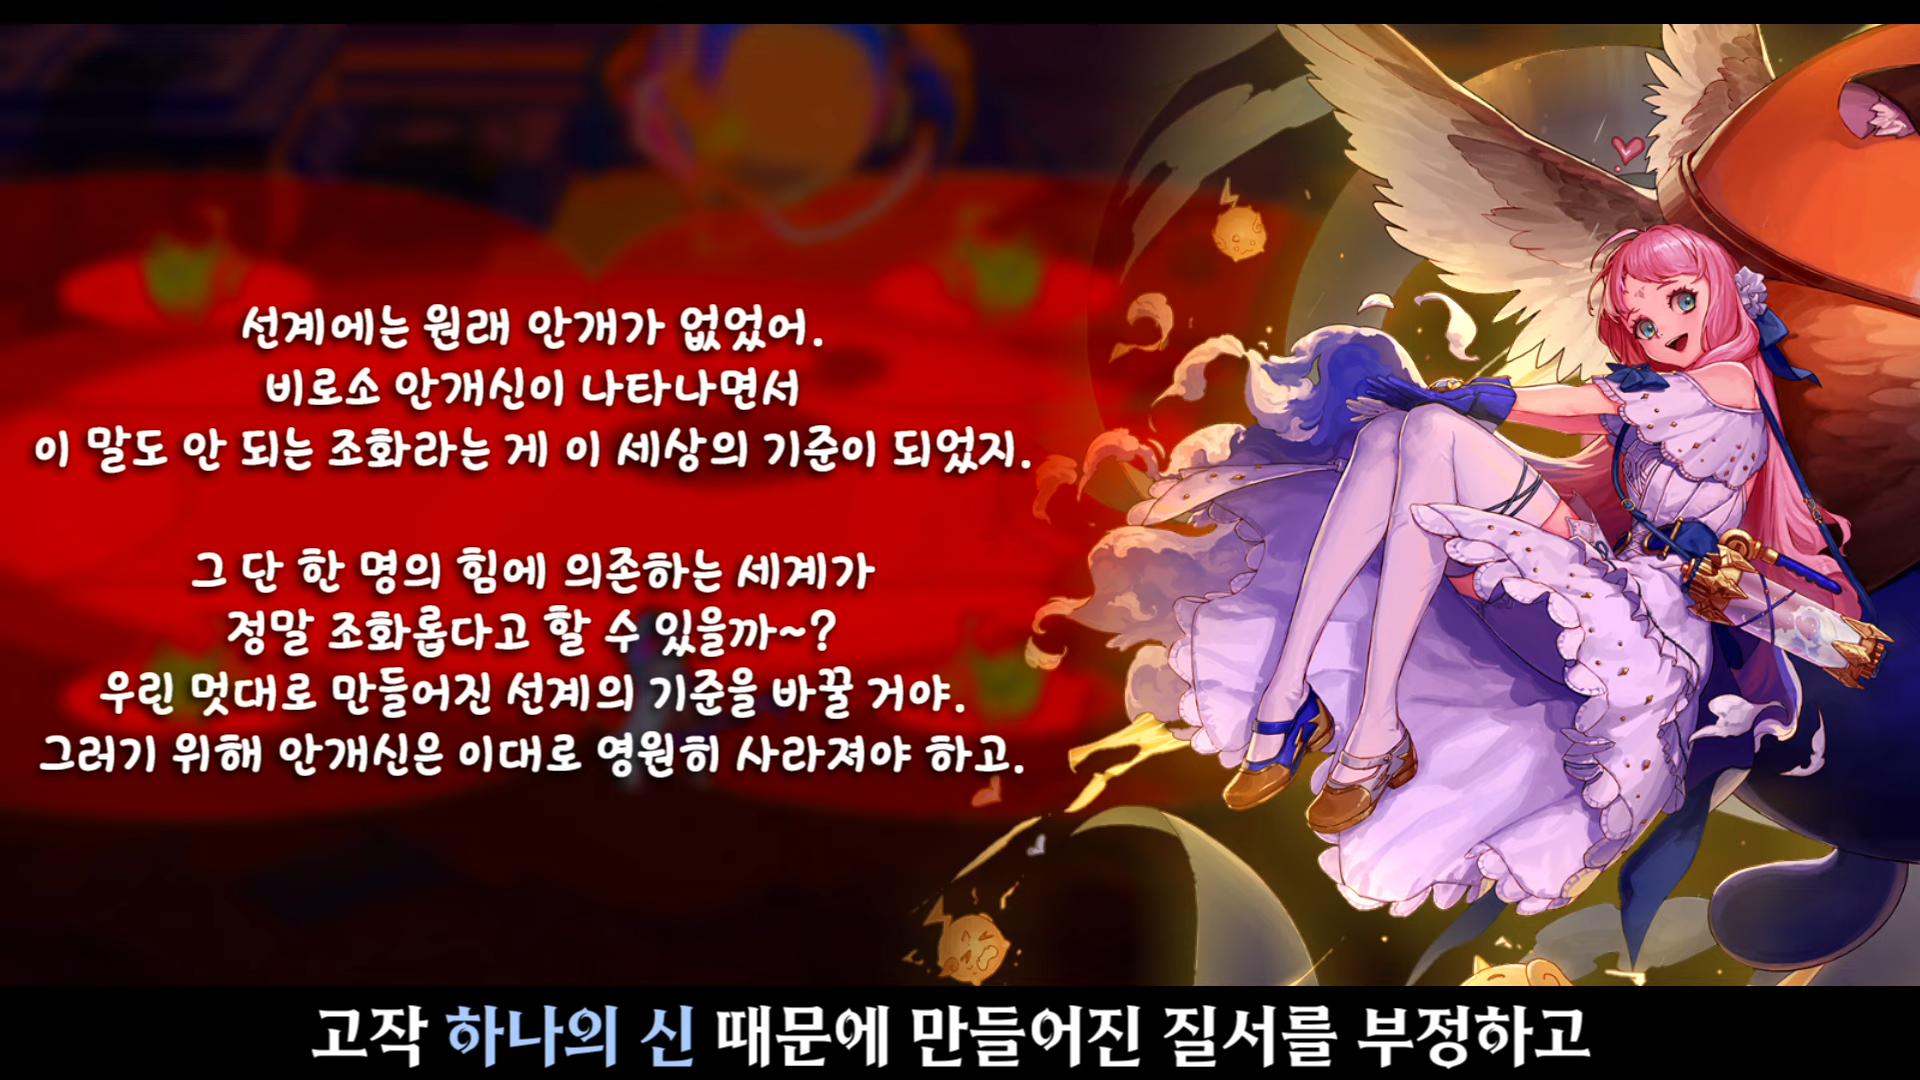 선계에는 원래 안개가 없었어.
비로소 안개신이 나타나면서
이 말도 안 되는 조화라는 게 이 세상의 기준이 되었지.
그 단 한 명의 힘에 의존하는 세계가
정말 조화롭다고 할 수 있을까~?
우린 멋대로 만들어진 선계의 기준을 바꿀 거야.
그러기 위해 안개신은 이대로 영원히 사라져야 하고.
고작 하나의 신 때문에 만들어진 질서를 부정하고